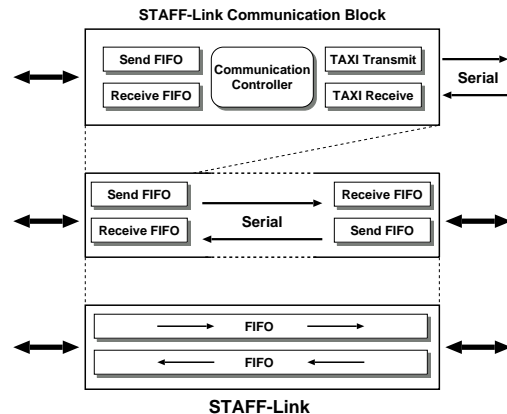 STAFF-Link Communication Block
Send FIFO
Receive FIFO
Communication
Controller
TAXI Transmit
TAXI Receive
Serial
Send FIFO
Receive FIFO
Serial
Receive FIFO
Send FIFO
FIFO
FIFO
STAFF-Link